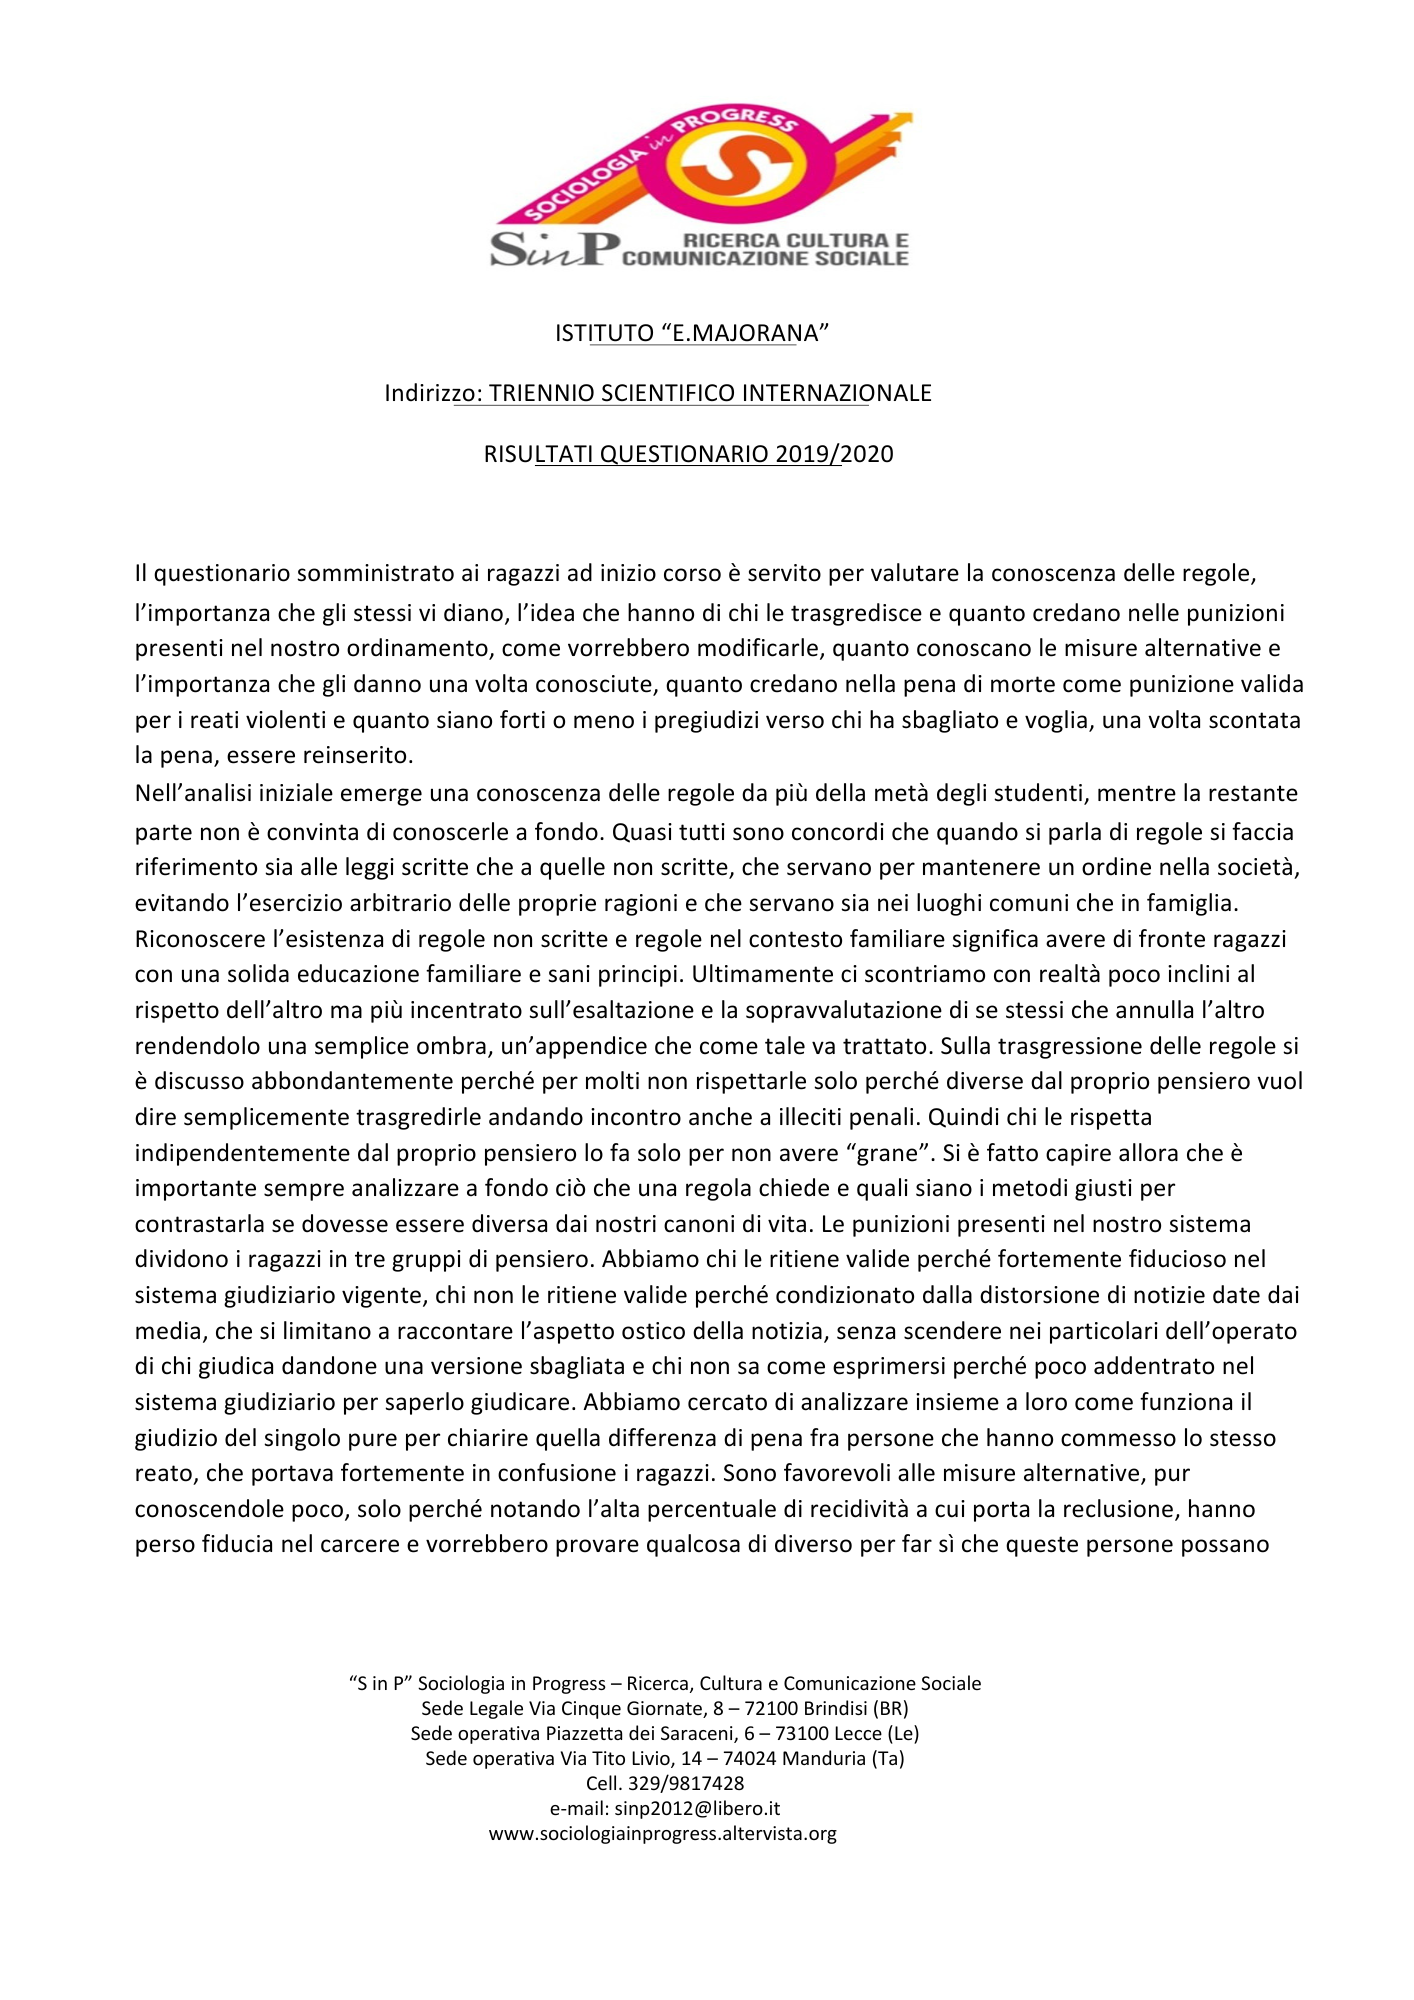 SOCIOLOGIA in PROGRESS
S
SinP RICERCA CULTURA E
COMUNICAZIONE SOCIALE
ISTITUTO “E.MAJORANA”
Indirizzo: TRIENNIO SCIENTIFICO INTERNAZIONALE
RISULTATI QUESTIONARIO 2019/2020
Il questionario somministrato ai ragazzi ad inizio corso è servito per valutare la conoscenza delle regole,
l’importanza che gli stessi vi diano, l’idea che hanno di chi le trasgredisce e quanto credano nelle punizioni
presenti nel nostro ordinamento, come vorrebbero modificarle, quanto conoscano le misure alternative e
l’importanza che gli danno una volta conosciute, quanto credano nella pena di morte come punizione valida
per i reati violenti e quanto siano forti o meno i pregiudizi verso chi ha sbagliato e voglia, una volta scontata
la pena, essere reinserito.
Nell’analisi iniziale emerge una conoscenza delle regole da più della metà degli studenti, mentre la restante
parte non è convinta di conoscerle a fondo. Quasi tutti sono concordi che quando si parla di regole si faccia
riferimento sia alle leggi scritte che a quelle non scritte, che servano per mantenere un ordine nella società,
evitando l’esercizio arbitrario delle proprie ragioni e che servano sia nei luoghi comuni che in famiglia.
Riconoscere l’esistenza di regole non scritte e regole nel contesto familiare significa avere di fronte ragazzi
con una solida educazione familiare e sani principi. Ultimamente ci scontriamo con realtà poco inclini al
rispetto dell’altro ma più incentrato sull’esaltazione e la sopravvalutazione di se stessi che annulla l’altro
rendendolo una semplice ombra, un’appendice che come tale va trattato. Sulla trasgressione delle regole si
è discusso abbondantemente perché per molti non rispettarle solo perché diverse dal proprio pensiero vuol
dire semplicemente trasgredirle andando incontro anche a illeciti penali. Quindi chi le rispetta
indipendentemente dal proprio pensiero lo fa solo per non avere “grane”. Si è fatto capire allora che è
importante sempre analizzare a fondo ciò che una regola chiede e quali siano i metodi giusti per
contrastarla se dovesse essere diversa dai nostri canoni di vita. Le punizioni presenti nel nostro sistema
dividono i ragazzi in tre gruppi di pensiero. Abbiamo chi le ritiene valide perché fortemente fiducioso nel
sistema giudiziario vigente, chi non le ritiene valide perché condizionato dalla distorsione di notizie date dai
media, che si limitano a raccontare l’aspetto ostico della notizia, senza scendere nei particolari dell’operato
di chi giudica dandone una versione sbagliata e chi non sa come esprimersi perché poco addentrato nel
sistema giudiziario per saperlo giudicare. Abbiamo cercato di analizzare insieme a loro come funziona il
giudizio del singolo pure per chiarire quella differenza di pena fra persone che hanno commesso lo stesso
reato, che portava fortemente in confusione i ragazzi. Sono favorevoli alle misure alternative, pur
conoscendole poco, solo perché notando l’alta percentuale di recidività a cui porta la reclusione, hanno
perso fiducia nel carcere e vorrebbero provare qualcosa di diverso per far sì che queste persone possano
“S in P” Sociologia in Progress – Ricerca, Cultura e Comunicazione Sociale
Sede Legale Via Cinque Giornate, 8 – 72100 Brindisi (BR)
Sede operativa Piazzetta dei Saraceni, 6 – 73100 Lecce (Le)
Sede operativa Via Tito Livio, 14 – 74024 Manduria (Ta)
Cell. 329/9817428
e-mail: sinp2012@libero.it
www.sociologiainprogress.altervista.org